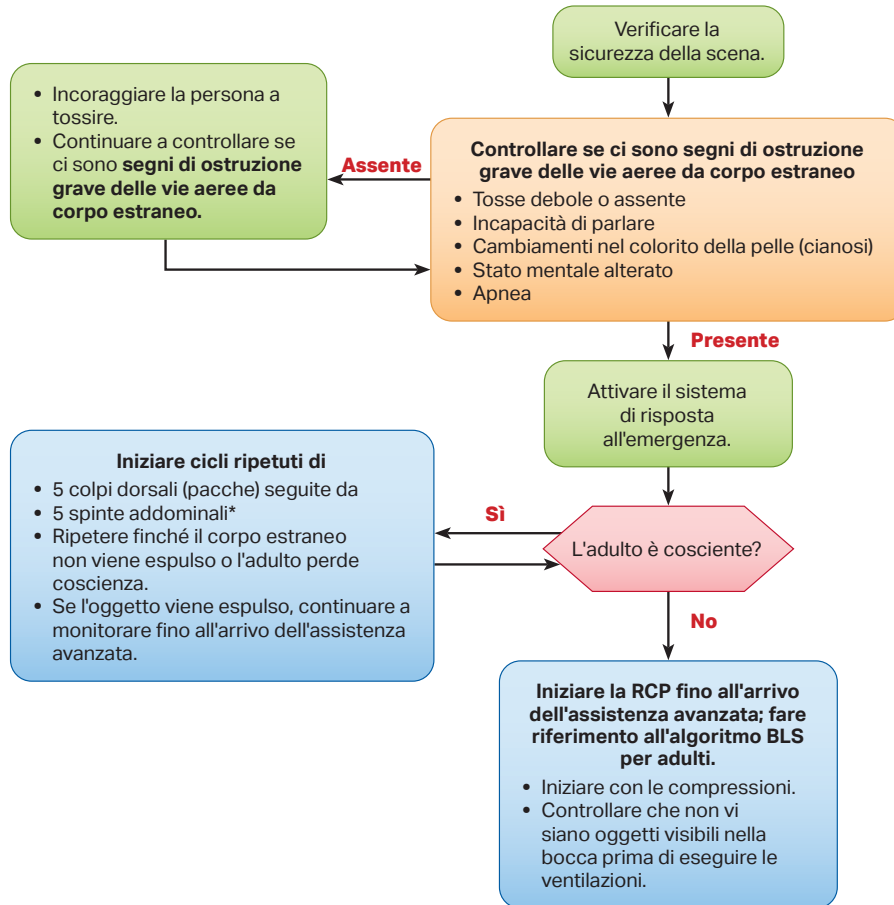 Verificare la
sicurezza della scena.
• Incoraggiare la persona a
tossire.
• Continuare a controllare se
ci sono segni di ostruzione
grave delle vie aeree da
corpo estraneo.
Assente
Controllare se ci sono segni di ostruzione
grave delle vie aeree da corpo estraneo
• Tosse debole o assente
• Incapacità di parlare
• Cambiamenti nel colorito della pelle (cianosi)
• Stato mentale alterato
• Apnea
Presente
Attivare il sistema
di risposta
all'emergenza.
Iniziare cicli ripetuti di
• 5 colpi dorsali (pacche) seguite da
• 5 spinte addominali*
• Ripetere finché il corpo estraneo
non viene espulso o l'adulto perde
coscienza.
• Se l'oggetto viene espulso, continuare a
monitorare fino all'arrivo dell'assistenza
avanzata.
Sì
L'adulto è cosciente?
No
Iniziare la RCP fino all'arrivo
dell'assistenza avanzata; fare
riferimento all'algoritmo BLS
per adulti.
• Iniziare con le compressioni.
• Controllare che non vi
siano oggetti visibili nella
bocca prima di eseguire le
ventilazioni.